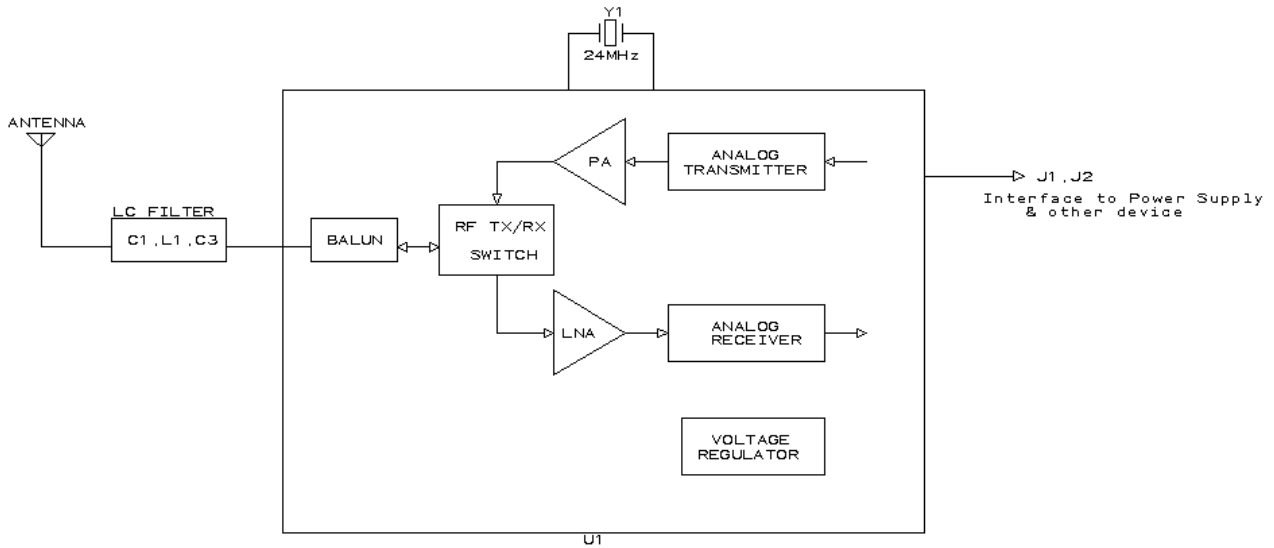 Y1
24MHz
ANTENNA
PA
ANALOG
TRANSMITTER
J1,J2
Interface to Power Supply
& other device
LC FILTER
C1,L1,C3
BALUN
RF TX/RX
SWITCH
LNA
ANALOG
RECEIVER
VOLTAGE
REGULATOR
U1